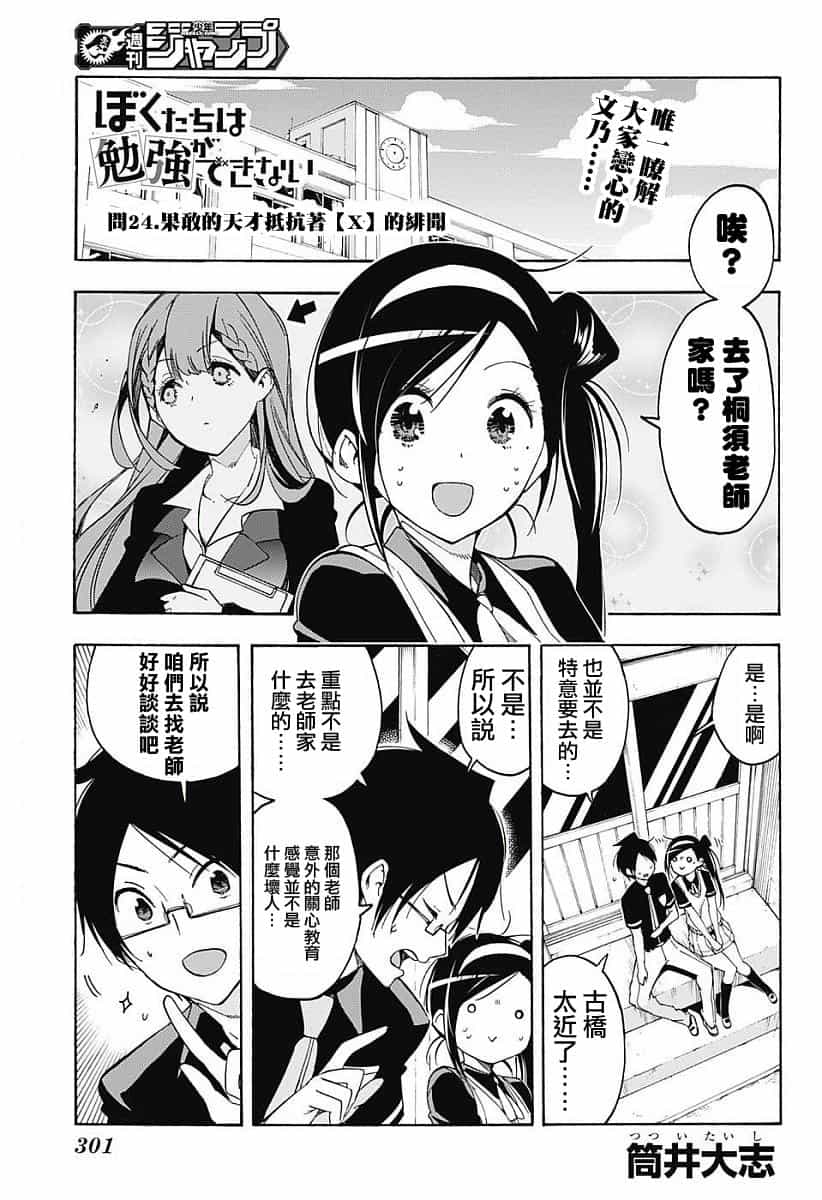 週刊
少年
ジャンプ
ぼくたちは
勉強が
できない
問24.果敢的天才抵抗著【X】的緋聞
唯一瞭解
大家戀心的
文乃……
唉？
去了桐須老師
家嗎？
是…是啊
也並不是
特意要去的…
古橋
太近了……
不是…
所以説
重點不是
去老師家
什麼的…
那個老師
意外的關心教育
感覺並不是
什麼壞人…
所以説
咱們去找老師
好好談談吧
301
つついたいし
筒井大志